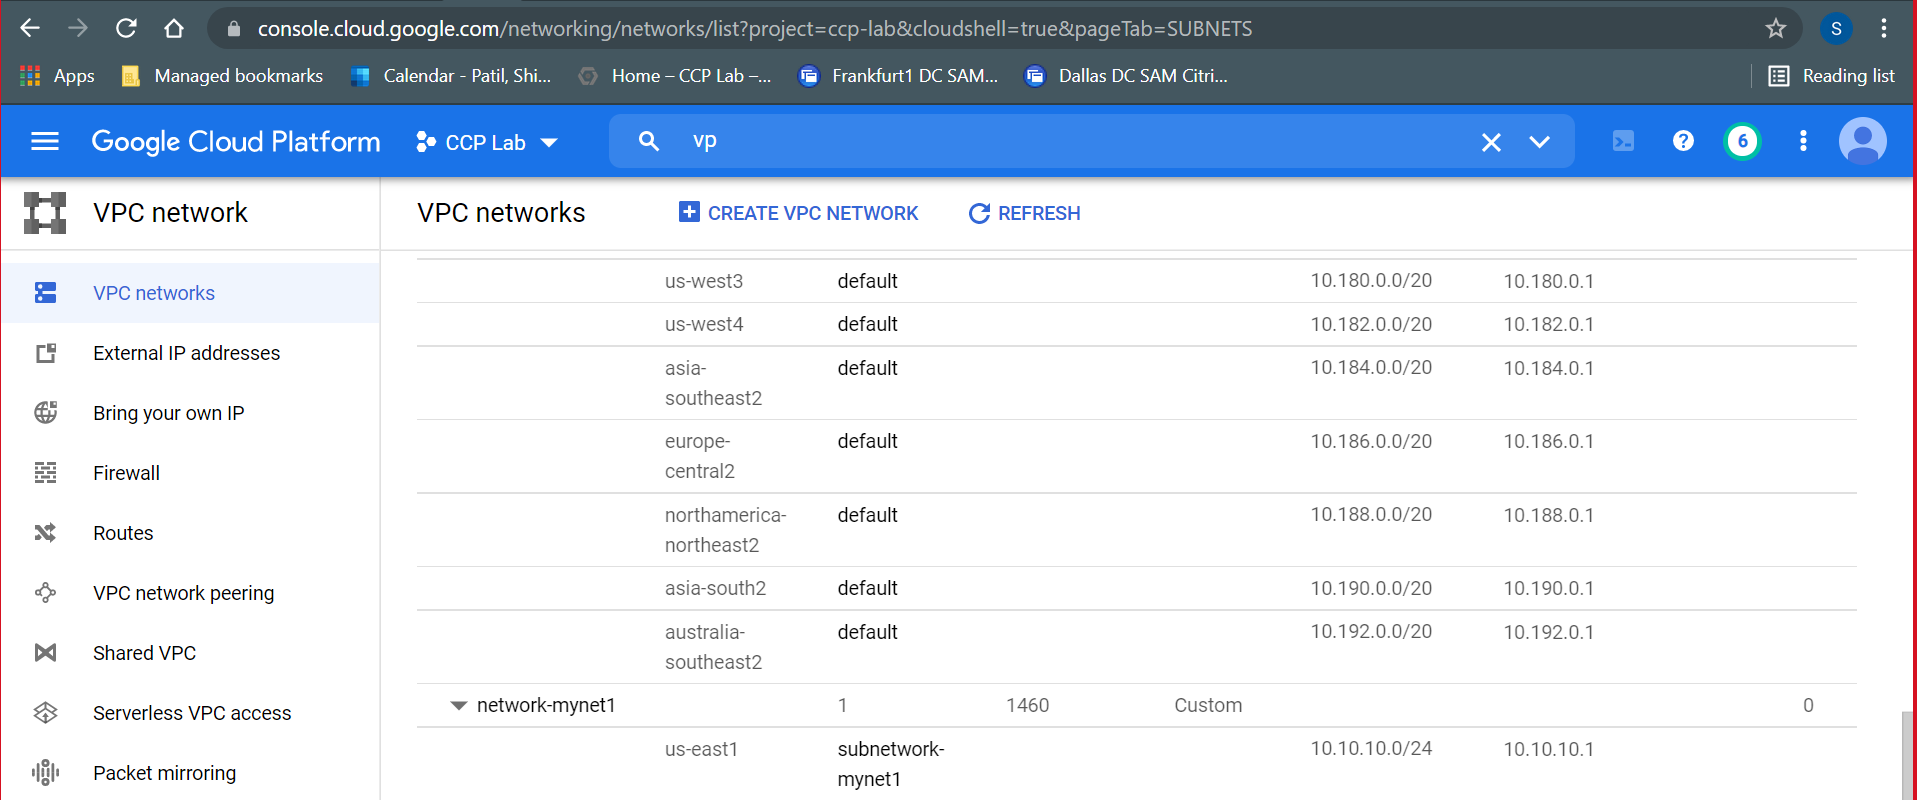 console.cloud.google.com/networking/networks/list?project=ccp-lab&cloudshell=true&pageTab=SUBNETS
S
Apps
Managed bookmarks
Calendar - Patil, Shi...
Home – CCP Lab –...
Frankfurt1 DC SAM...
Dallas DC SAM Citri...
Reading list
Google Cloud Platform
CCP Lab
vp
6
VPC network
VPC networks
CREATE VPC NETWORK
REFRESH
VPC networks
External IP addresses
Bring your own IP
Firewall
Routes
VPC network peering
Shared VPC
Serverless VPC access
Packet mirroring
us-west3 default 10.180.0.0/20 10.180.0.1
us-west4 default 10.182.0.0/20 10.182.0.1
asia- default 10.184.0.0/20 10.184.0.1
southeast2
europe- default 10.186.0.0/20 10.186.0.1
central2
northamerica- default 10.188.0.0/20 10.188.0.1
northeast2
asia-south2 default 10.190.0.0/20 10.190.0.1
australia- default 10.192.0.0/20 10.192.0.1
southeast2
network-mynet1 1 1460 Custom 0
us-east1 subnetwork- 10.10.10.0/24 10.10.10.1
mynet1